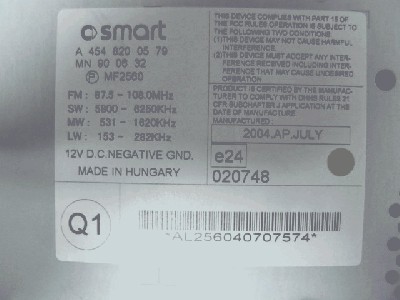 smart
A 454 820 05 79
MN 90 06 32
MF2560
FM : 87.5 - 108.0MHz
SW : 5900 - 6250KHz
MW : 531 - 1620KHz
LW : 153 - 282KHz
12V D.C. NEGATIVE GND.
MADE IN HUNGARY
THIS DEVICE COMPLIES WITH PART 15 OF
THE FCC RULES OPERATION IS SUBJECT TO THE
FOLLOWING TWO CONDITIONS.
(1)THIS DEVICE MAY NOT CAUSE HARMFUL
INTERFERENCE.
(2)THIS DEVICE MUST ACCEPT ANY INTER-
FERENCE RECEIVED INCLUDING INTER-
FERENCE THAT MAY CAUSE UNDESIRED
OPERATION
PRODUCT IS CERTIFIED BY MANUFAC-
TURER TO COMPLY WITH RULES 21
CFR SUBCHAPTER J APPLICABLE AT DATE
OF MANUFACTURE.
MANUFACTURED :
2004.AP.JULY
e24
020748
Q1
*AL256040707574*